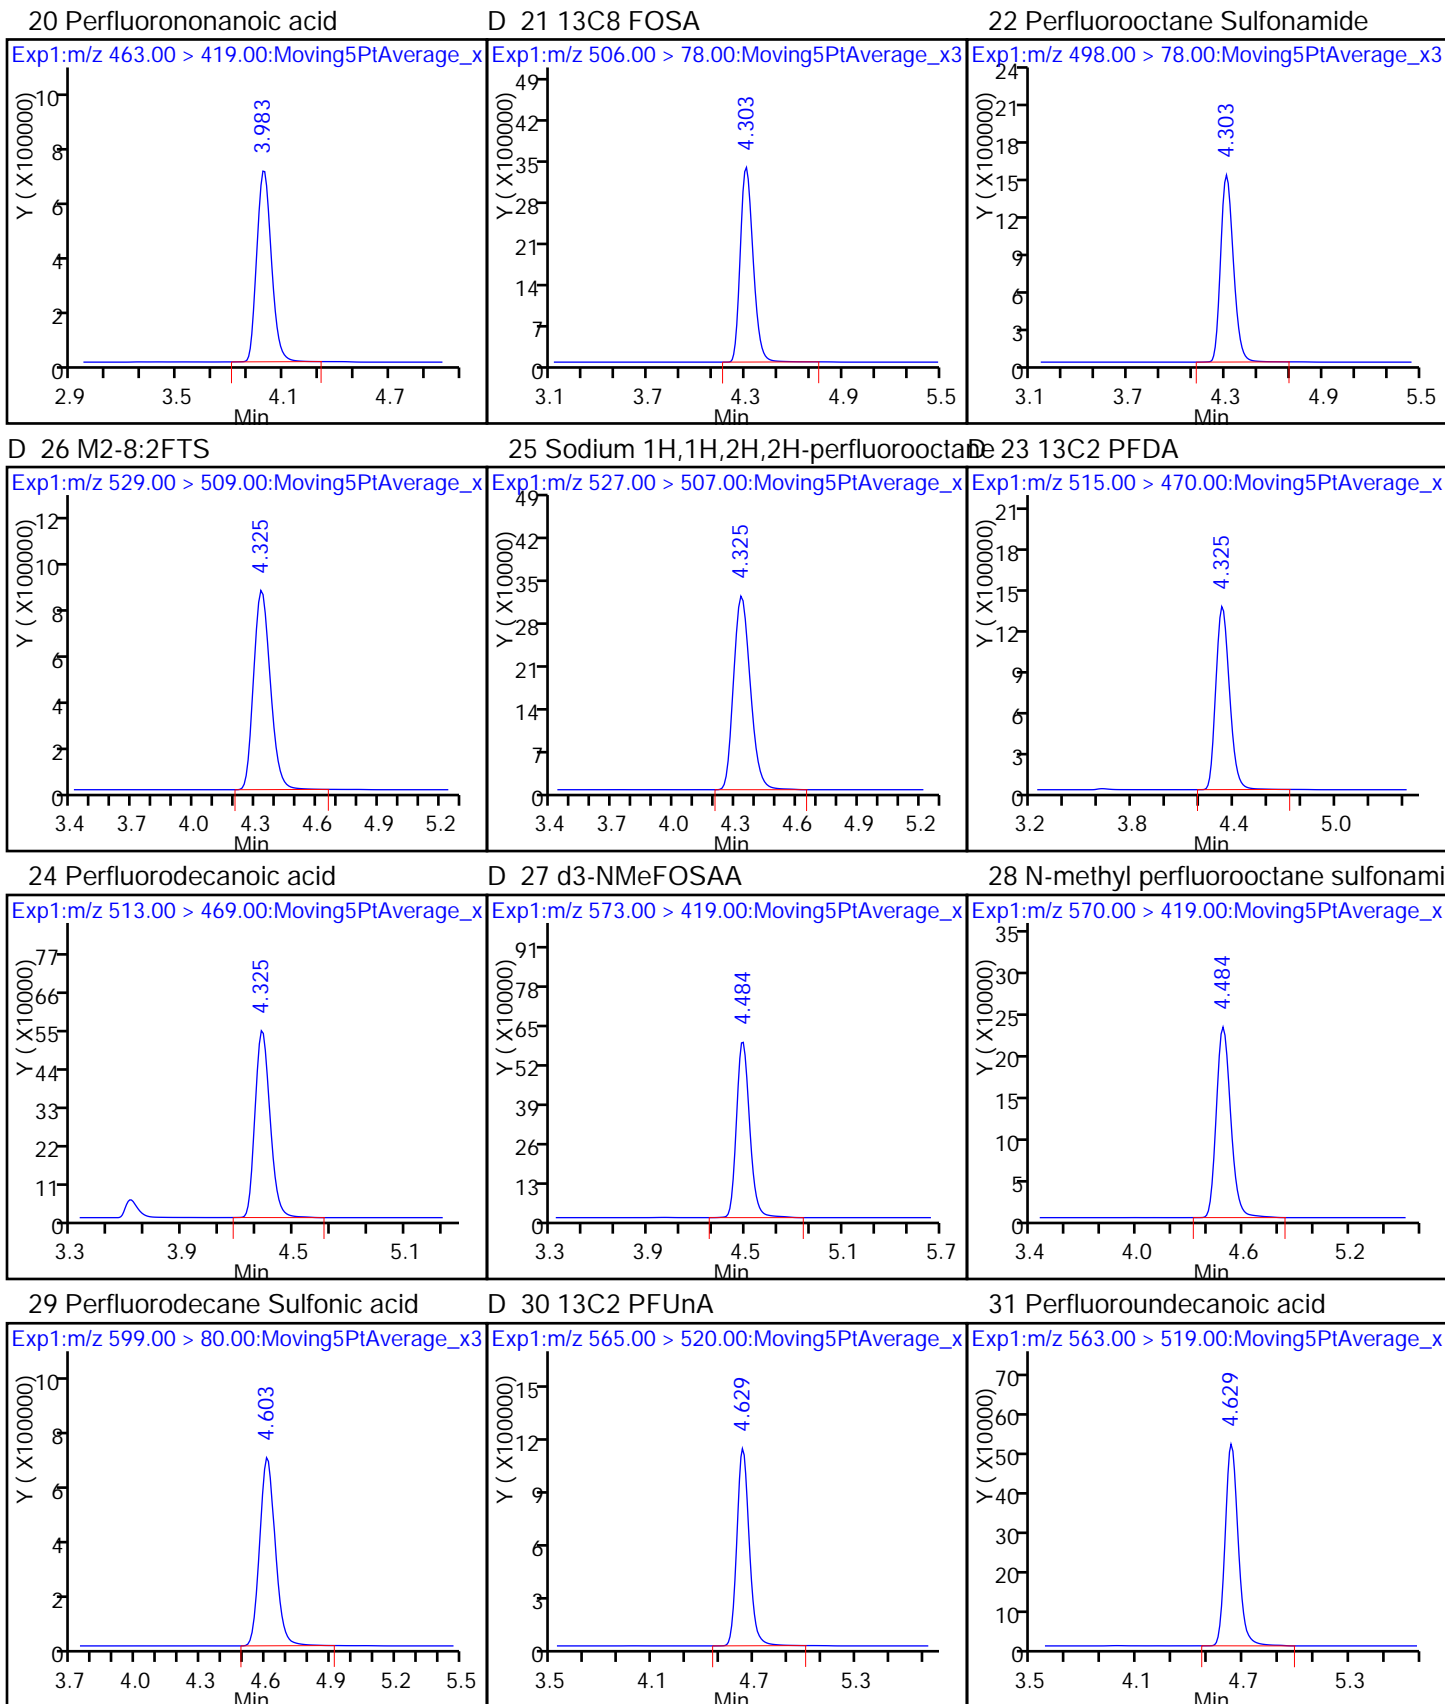 20 Perfluorononanoic acid
Exp1:m/z 463.00 > 419.00:Moving5PtAverage_x
Y ( X100000)
10
8
6
4
2
0
3.983
2.9 3.5 4.1 4.7
Min
D 21 13C8 FOSA
Exp1:m/z 506.00 > 78.00:Moving5PtAverage_x3
Y ( X100000)
49
42
35
28
21
14
7
0
4.303
3.1 3.7 4.3 4.9 5.5
Min
22 Perfluorooctane Sulfonamide
Exp1:m/z 498.00 > 78.00:Moving5PtAverage_x3
Y ( X100000)
24
21
18
15
12
9
6
3
0
4.303
3.1 3.7 4.3 4.9 5.5
Min
D 26 M2-8:2FTS
Exp1:m/z 529.00 > 509.00:Moving5PtAverage_x
Y ( X100000)
12
10
8
6
4
2
0
4.325
3.4 3.7 4.0 4.3 4.6 4.9 5.2
Min
25 Sodium 1H,1H,2H,2H-perfluorooctane
Exp1:m/z 527.00 > 507.00:Moving5PtAverage_x
Y ( X10000)
49
42
35
28
21
14
7
0
4.325
3.4 3.7 4.0 4.3 4.6 4.9 5.2
Min
D 23 13C2 PFDA
Exp1:m/z 515.00 > 470.00:Moving5PtAverage_x
Y ( X100000)
21
18
15
12
9
6
3
0
4.325
3.2 3.8 4.4 5.0
Min
24 Perfluorodecanoic acid
Exp1:m/z 513.00 > 469.00:Moving5PtAverage_x
Y ( X10000)
77
66
55
44
33
22
11
0
4.325
3.3 3.9 4.5 5.1
Min
D 27 d3-NMeFOSAA
Exp1:m/z 573.00 > 419.00:Moving5PtAverage_x
Y ( X10000)
91
78
65
52
39
26
13
0
4.484
3.3 3.9 4.5 5.1 5.7
Min
28 N-methyl perfluorooctane sulfonami
Exp1:m/z 570.00 > 419.00:Moving5PtAverage_x
Y ( X10000)
35
30
25
20
15
10
5
0
4.484
3.4 4.0 4.6 5.2
Min
29 Perfluorodecane Sulfonic acid
Exp1:m/z 599.00 > 80.00:Moving5PtAverage_x3
Y ( X100000)
10
8
6
4
2
0
4.603
3.7 4.0 4.3 4.6 4.9 5.2 5.5
Min
D 30 13C2 PFUnA
Exp1:m/z 565.00 > 520.00:Moving5PtAverage_x
Y ( X100000)
15
12
9
6
3
0
4.629
3.5 4.1 4.7 5.3
Min
31 Perfluoroundecanoic acid
Exp1:m/z 563.00 > 519.00:Moving5PtAverage_x
Y ( X10000)
70
60
50
40
30
20
10
0
4.629
3.5 4.1 4.7 5.3
Min